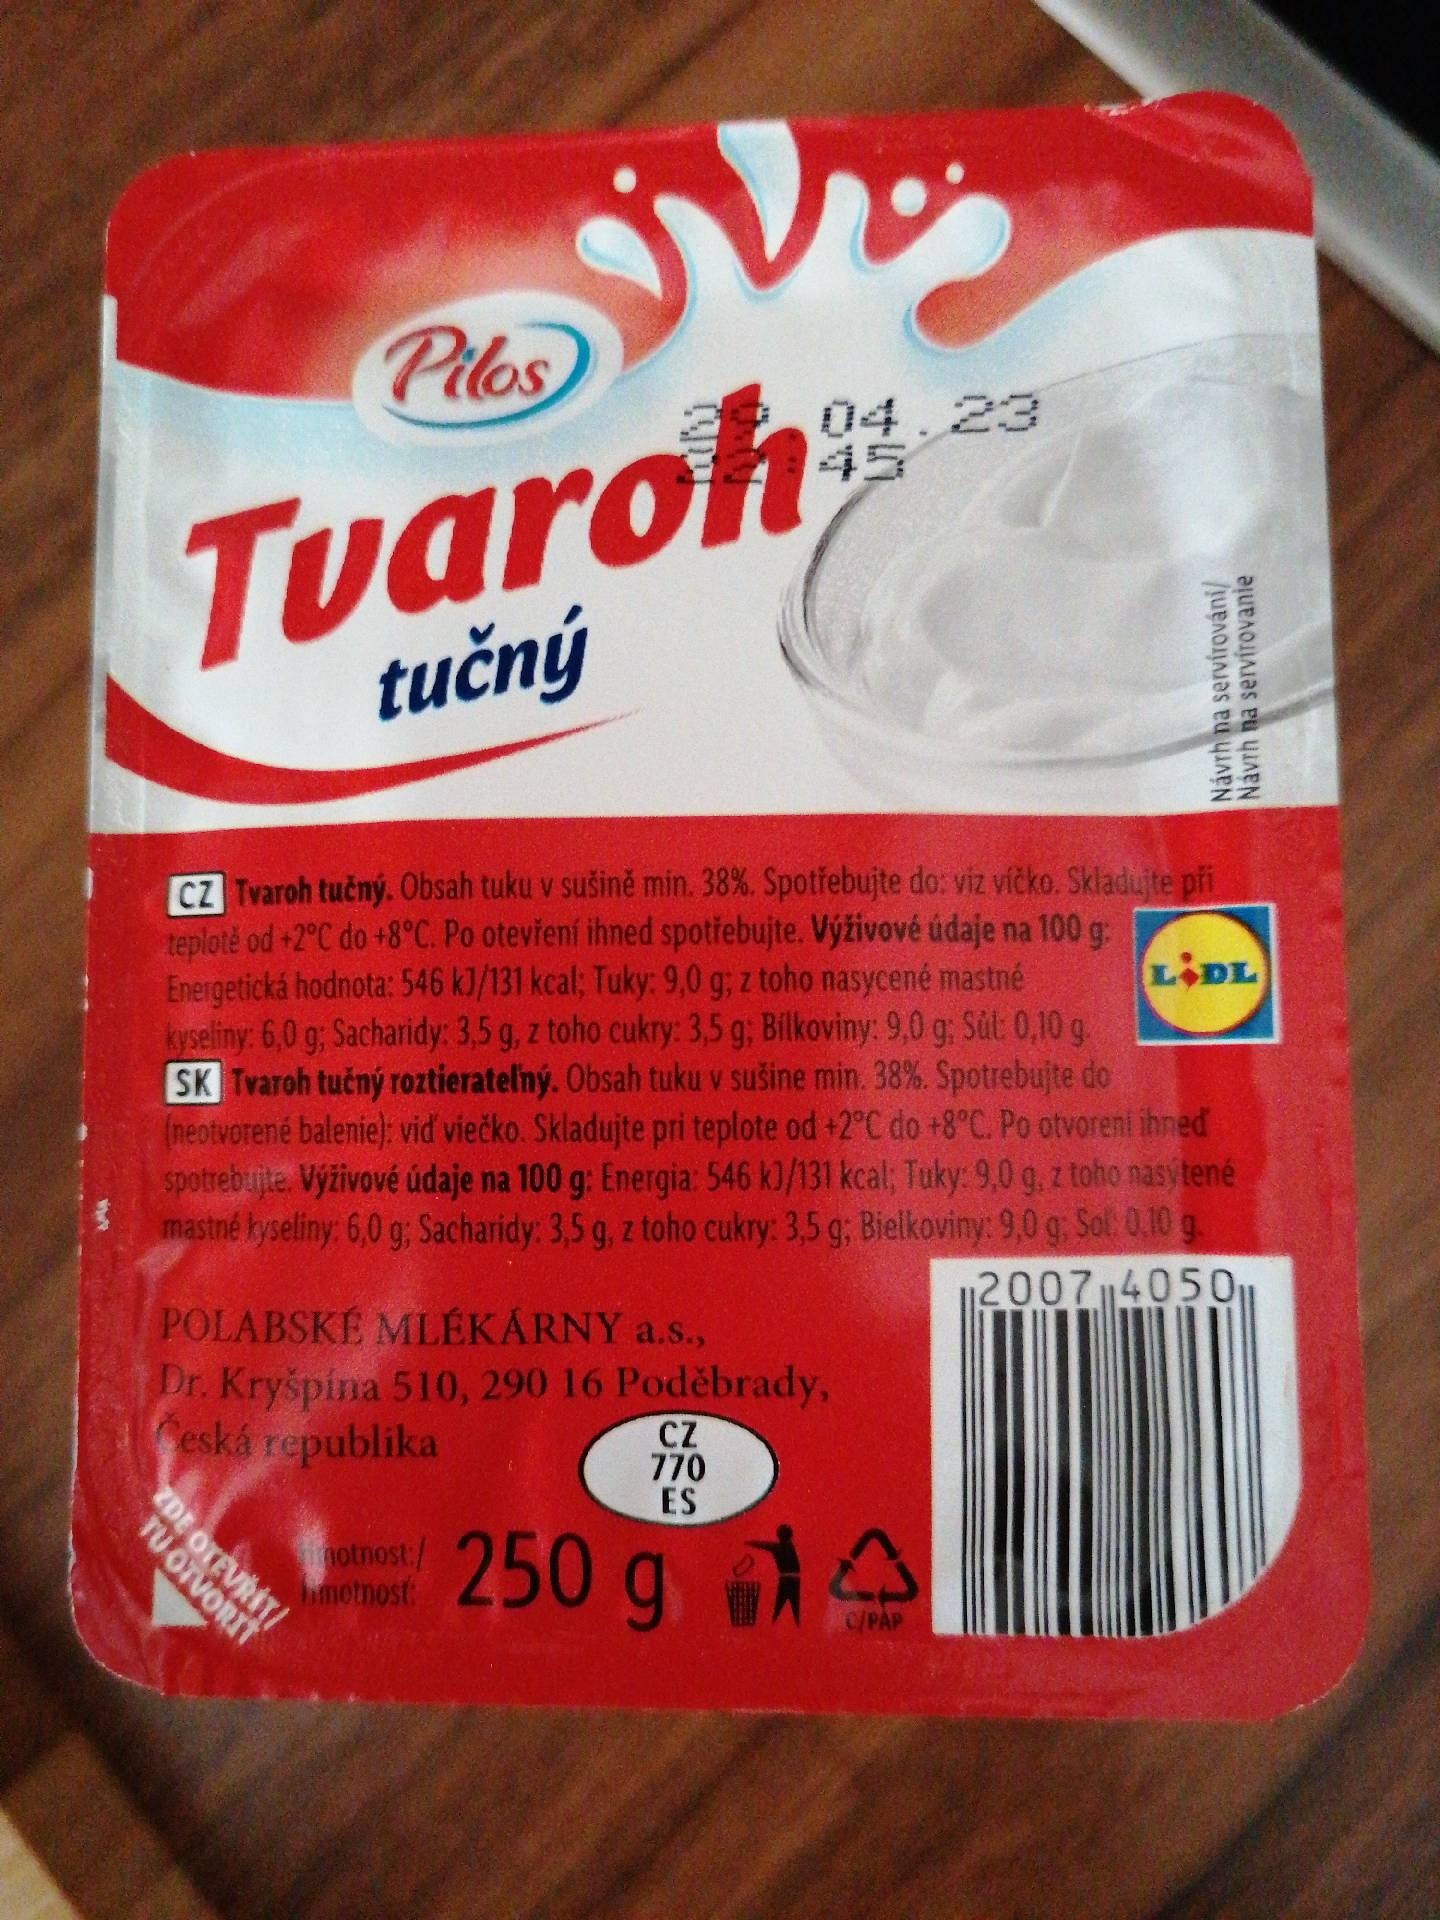 Pilos
Tvaroh
tučný
Návrh na servírování/
Návrh na servírovanie
CZ Tvaroh tučný. Obsah tuku v sušině min. 38%. Spotřebujte do: viz víčko. Skladujte při
teplotě od +2°C do +8°C. Po otevření ihned spotřebujte. Výživové údaje na 100 g:
Energetická hodnota: 546 kJ/131 kcal; Tuky: 9,0 g; z toho nasycené mastné
kyseliny: 6,0 g; Sacharidy: 3,5 g, z toho cukry: 3,5 g; Bílkoviny: 9,0 g; Sůl: 0,10 g.
LIDL
SK Tvaroh tučný roztierateľný. Obsah tuku v sušine min. 38%. Spotrebujte do
(neotvorené balenie): viď viečko. Skladujte pri teplote od +2°C do +8°C. Po otvorení ihneď
spotrebujte. Výživové údaje na 100 g: Energia: 546 kJ/131 kcal; Tuky: 9,0 g, z toho nasýtené
mastné kyseliny: 6,0 g; Sacharidy: 3,5 g, z toho cukry: 3,5 g; Bielkoviny: 9,0 g; Soľ: 0,10 g.
2007 4050
POLABSKÉ MLÉKÁRNY a.s.,
Dr. Kryšpína 510, 290 16 Poděbrady,
Česká republika
CZ
770
ES
ZDE OTEVŘÍT/
TU OTVORIŤ
Hmotnost:/
Hmotnosť:
250 g
C/PAP